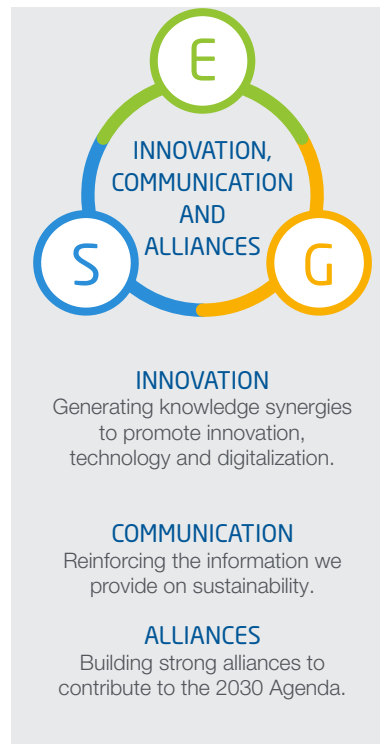 E
INNOVATION,
COMMUNICATION
AND
ALLIANCES
S
G
INNOVATION
Generating knowledge synergies
to promote innovation,
technology and digitalization.
COMMUNICATION
Reinforcing the information we
provide on sustainability.
ALLIANCES
Building strong alliances to
contribute to the 2030 Agenda.